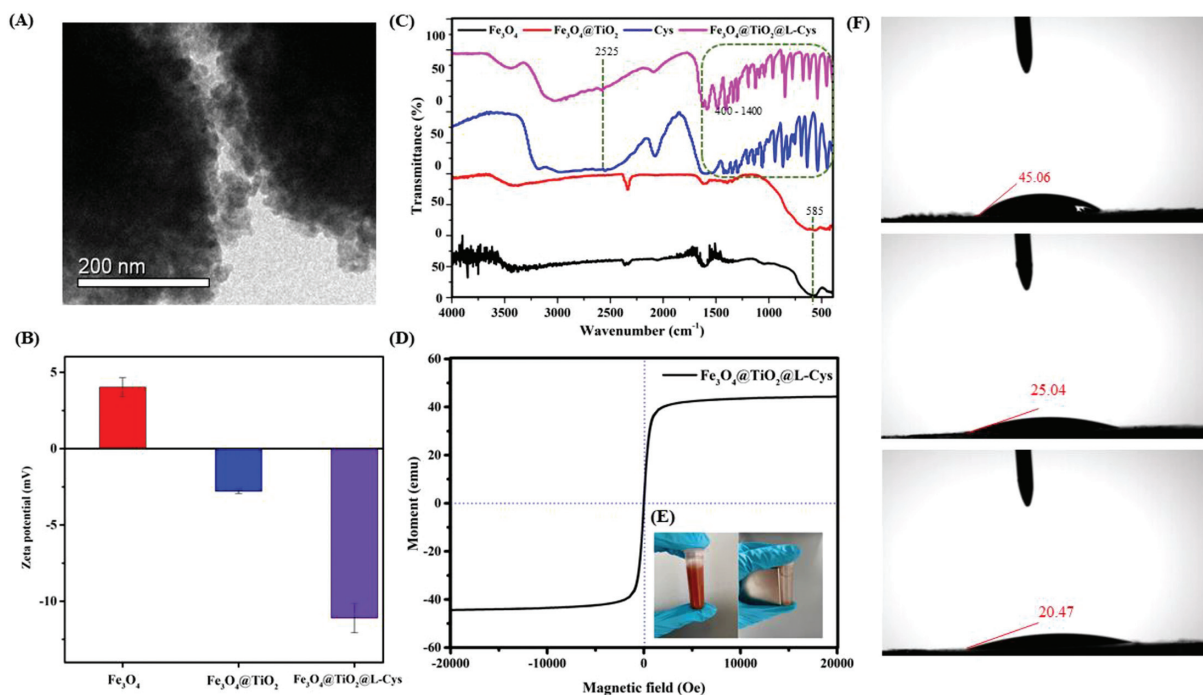 (A)
200 nm
(B)
Zeta potential (mV)
5
0
-5
-10
Fe₃O₄
Fe₃O₄@TiO₂
Fe₃O₄@TiO₂@L-Cys
(C)
Fe₃O₄
Fe₃O₄@TiO₂
Cys
Fe₃O₄@TiO₂@L-Cys
Transmittance (%)
100
50
0
50
0
50
0
50
0
2525
400 - 1400
585
4000
3500
3000
2500
2000
1500
1000
500
Wavenumber (cm⁻¹)
(D)
Fe₃O₄@TiO₂@L-Cys
Moment (emu)
60
40
20
0
-20
-40
-60
(E)
-20000
-10000
0
10000
20000
Magnetic field (Oe)
(F)
45.06
25.04
20.47